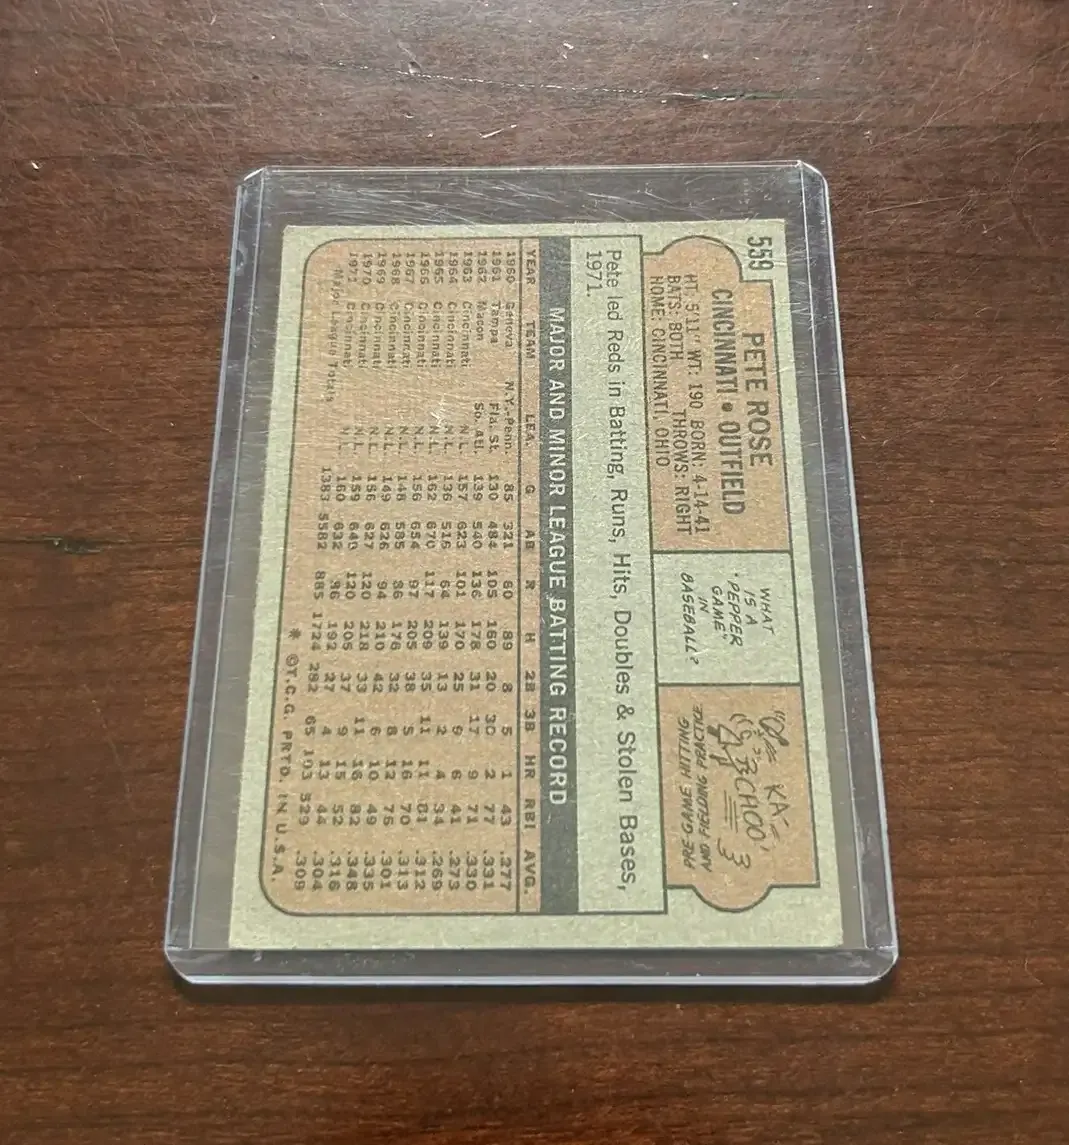 559
PETE ROSE
CINCINNATI • OUTFIELD
HT. 5'11" WT: 190 BORN: 4-14-41
BATS: BOTH THROWS: RIGHT
HOME: CINCINNATI, OHIO
WHAT
IS A
"PEPPER
GAME"
IN
BASEBALL?
KA-
CHOO!
PRE-GAME HITTING
AND FIELDING PRACTICE
Pete led Reds in Batting, Runs, Hits, Doubles & Stolen Bases,
1971.
MAJOR AND MINOR LEAGUE BATTING RECORD
YEAR TEAM LEA. G AB R H 2B 3B HR RBI AVG.
1960 Geneva N.Y.-Penn. 85 321 60 89 8 5 1 43 .277
1961 Tampa Fla. St. 130 484 105 160 20 30 2 77 .331
1962 Macon So. Atl. 139 540 136 178 31 17 9 71 .330
1963 Cincinnati N.L. 157 623 101 170 25 9 6 41 .273
1964 Cincinnati N.L. 136 516 64 139 13 2 4 34 .269
1965 Cincinnati N.L. 162 670 117 209 35 11 11 81 .312
1966 Cincinnati N.L. 156 654 97 205 38 5 16 70 .313
1967 Cincinnati N.L. 148 585 86 176 32 8 12 76 .301
1968 Cincinnati N.L. 149 626 94 210 42 6 10 49 .335
1969 Cincinnati N.L. 156 627 120 218 33 11 16 82 .348
1970 Cincinnati N.L. 159 649 120 205 37 9 15 52 .316
1971 Cincinnati N.L. 160 632 86 192 27 4 13 44 .304
Major League Totals 1383 5582 885 1724 282 65 103 529 .309
* ©T.C.G. PRTD. IN U.S.A.